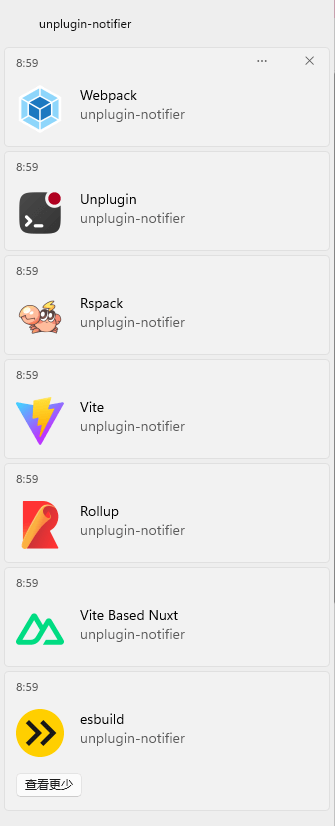 unplugin-notifier
8:59
Webpack
unplugin-notifier
8:59
Unplugin
unplugin-notifier
8:59
Rspack
unplugin-notifier
8:59
Vite
unplugin-notifier
8:59
Rollup
unplugin-notifier
8:59
Vite Based Nuxt
unplugin-notifier
8:59
esbuild
unplugin-notifier
查看更少